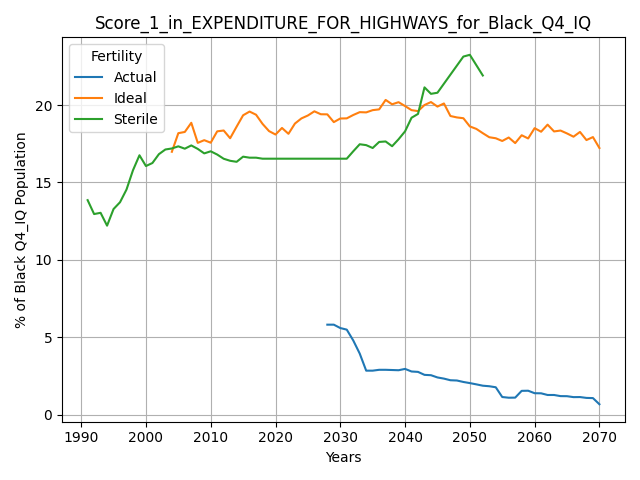 Score_1_in_EXPENDITURE_FOR_HIGHWAYS_for_Black_Q4_IQ
Fertility
Actual
Ideal
Sterile
% of Black Q4_IQ Population
20
15
10
5
0
1990 2000 2010 2020 2030 2040 2050 2060 2070
Years